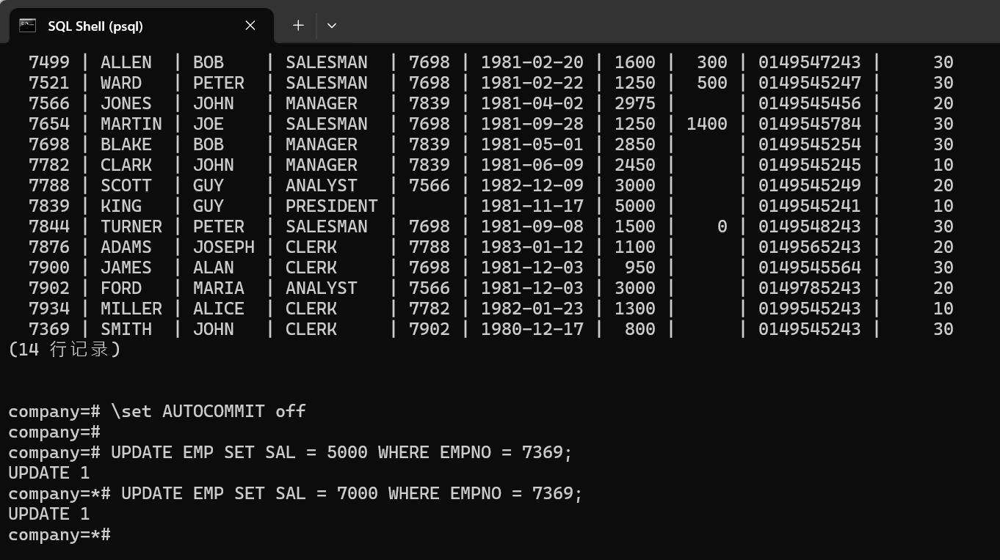 SQL Shell (psql)
7499 | ALLEN  | BOB    | SALESMAN  | 7698 | 1981-02-20 | 1600 |  300 | 0149547243 |     30
7521 | WARD   | PETER  | SALESMAN  | 7698 | 1981-02-22 | 1250 |  500 | 0149545247 |     30
7566 | JONES  | JOHN   | MANAGER   | 7839 | 1981-04-02 | 2975 |      | 0149545456 |     20
7654 | MARTIN | JOE    | SALESMAN  | 7698 | 1981-09-28 | 1250 | 1400 | 0149545784 |     30
7698 | BLAKE  | BOB    | MANAGER   | 7839 | 1981-05-01 | 2850 |      | 0149545254 |     30
7782 | CLARK  | JOHN   | MANAGER   | 7839 | 1981-06-09 | 2450 |      | 0149545245 |     10
7788 | SCOTT  | GUY    | ANALYST   | 7566 | 1982-12-09 | 3000 |      | 0149545249 |     20
7839 | KING   | GUY    | PRESIDENT |      | 1981-11-17 | 5000 |      | 0149545241 |     10
7844 | TURNER | PETER  | SALESMAN  | 7698 | 1981-09-08 | 1500 |    0 | 0149548243 |     30
7876 | ADAMS  | JOSEPH | CLERK     | 7788 | 1983-01-12 | 1100 |      | 0149565243 |     20
7900 | JAMES  | ALAN   | CLERK     | 7698 | 1981-12-03 |  950 |      | 0149545564 |     30
7902 | FORD   | MARIA  | ANALYST   | 7566 | 1981-12-03 | 3000 |      | 0149785243 |     20
7934 | MILLER | ALICE  | CLERK     | 7782 | 1982-01-23 | 1300 |      | 0199545243 |     10
7369 | SMITH  | JOHN   | CLERK     | 7902 | 1980-12-17 |  800 |      | 0149545243 |     30
(14 行记录)
company=# \set AUTOCOMMIT off
company=#
company=# UPDATE EMP SET SAL = 5000 WHERE EMPNO = 7369;
UPDATE 1
company=*# UPDATE EMP SET SAL = 7000 WHERE EMPNO = 7369;
UPDATE 1
company=*#